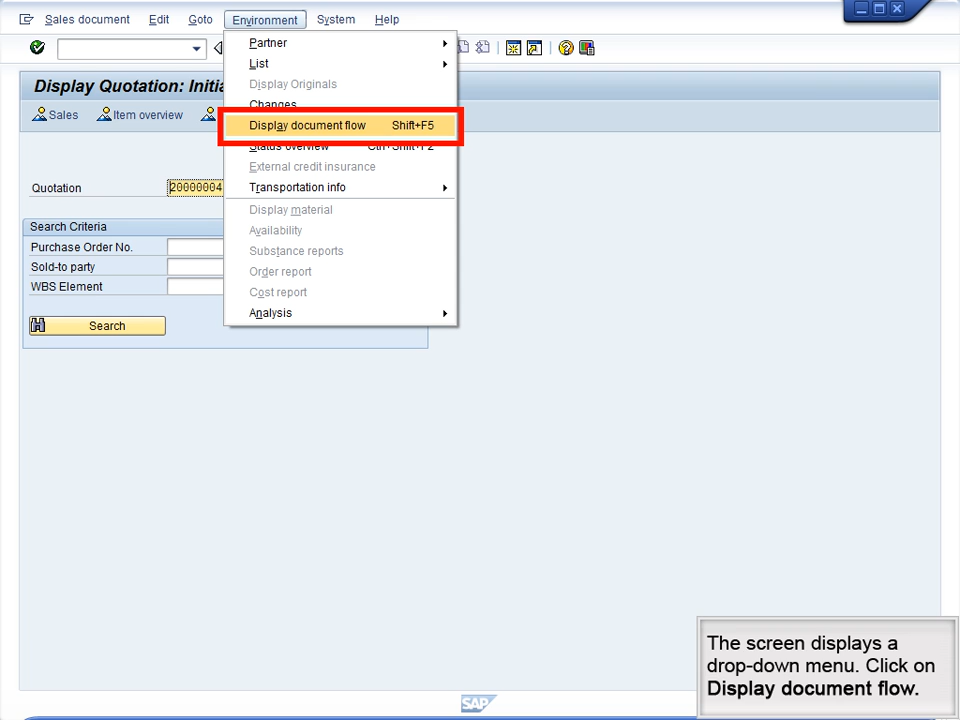 Sales document Edit Goto Environment System Help
Partner
List
Display Originals
Changes
Display Quotation: Initia
Sales Item overview
Display document flow Shift+F5
Status overview Ctrl+Shift+F2
External credit insurance
Quotation 20000004 Transportation info
Display material
Search Criteria
Availability
Purchase Order No.
Substance reports
Sold-to party
Order report
WBS Element
Cost report
Analysis
Search
The screen displays a
drop-down menu. Click on
Display document flow.
SAP